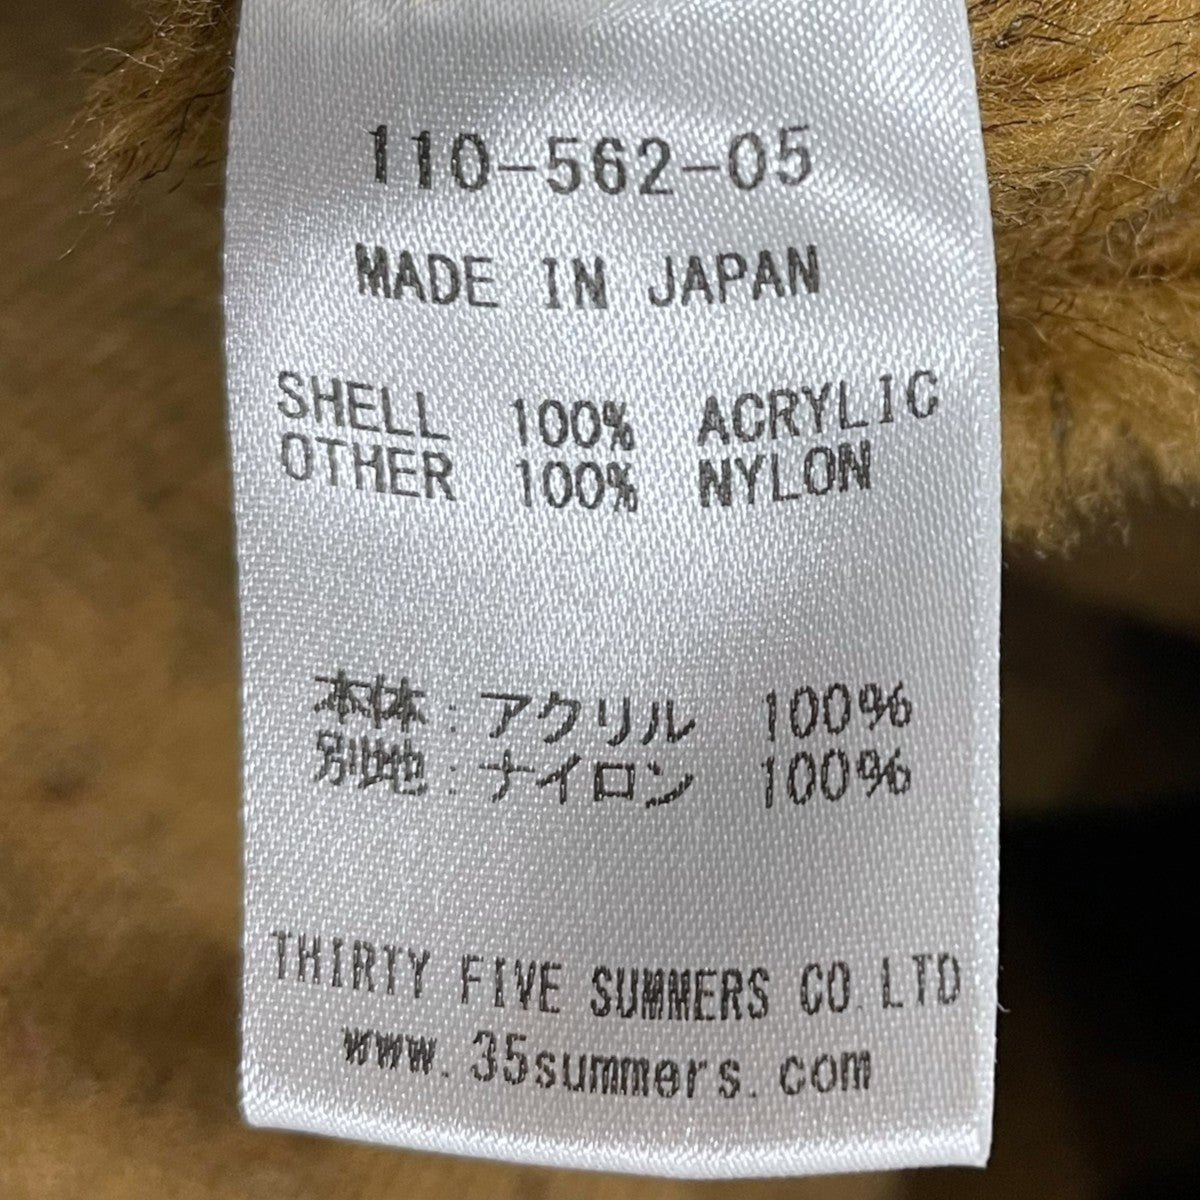 110-562-05
MADE IN JAPAN
SHELL 100% ACRYLIC
OTHER 100% NYLON
本体:アクリル 100%
別地:ナイロン 100%
THIRTY FIVE SUMMERS CO.LTD
www.35summers.com